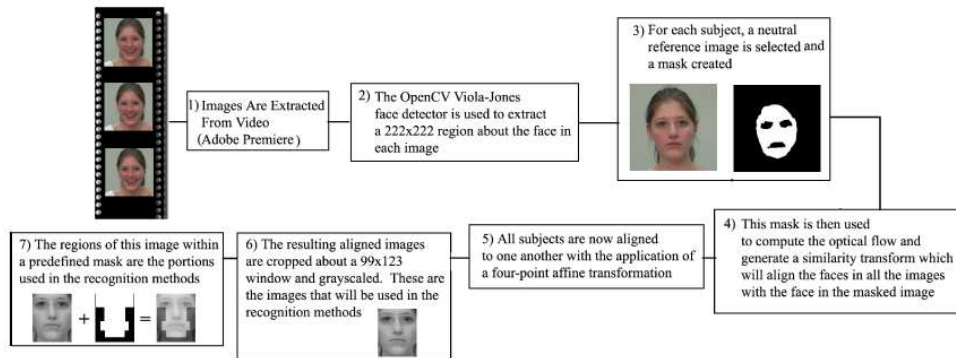 1) Images Are Extracted
From Video
(Adobe Premiere)
2) The OpenCV Viola-Jones
face detector is used to extract
a 222x222 region about the face in
each image
3) For each subject, a neutral
reference image is selected and
a mask created
4) This mask is then used
to compute the optical flow and
generate a similarity transform which
will align the faces in all the images
with the face in the masked image
5) All subjects are now aligned
to one another with the application of
a four-point affine transformation
6) The resulting aligned images
are cropped about a 99x123
window and grayscaled. These are
the images that will be used in the
recognition methods
7) The regions of this image within
a predefined mask are the portions
used in the recognition methods
+ =